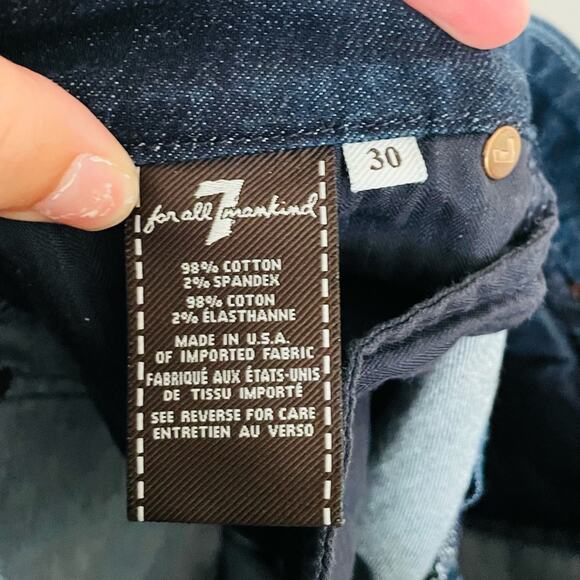 30
for all 7 mankind
98% COTTON
2% SPANDEX
98% COTON
2% ÉLASTHANNE
MADE IN U.S.A.
OF IMPORTED FABRIC
FABRIQUÉ AUX ÉTATS-UNIS
DE TISSU IMPORTÉ
SEE REVERSE FOR CARE
ENTRETIEN AU VERSO